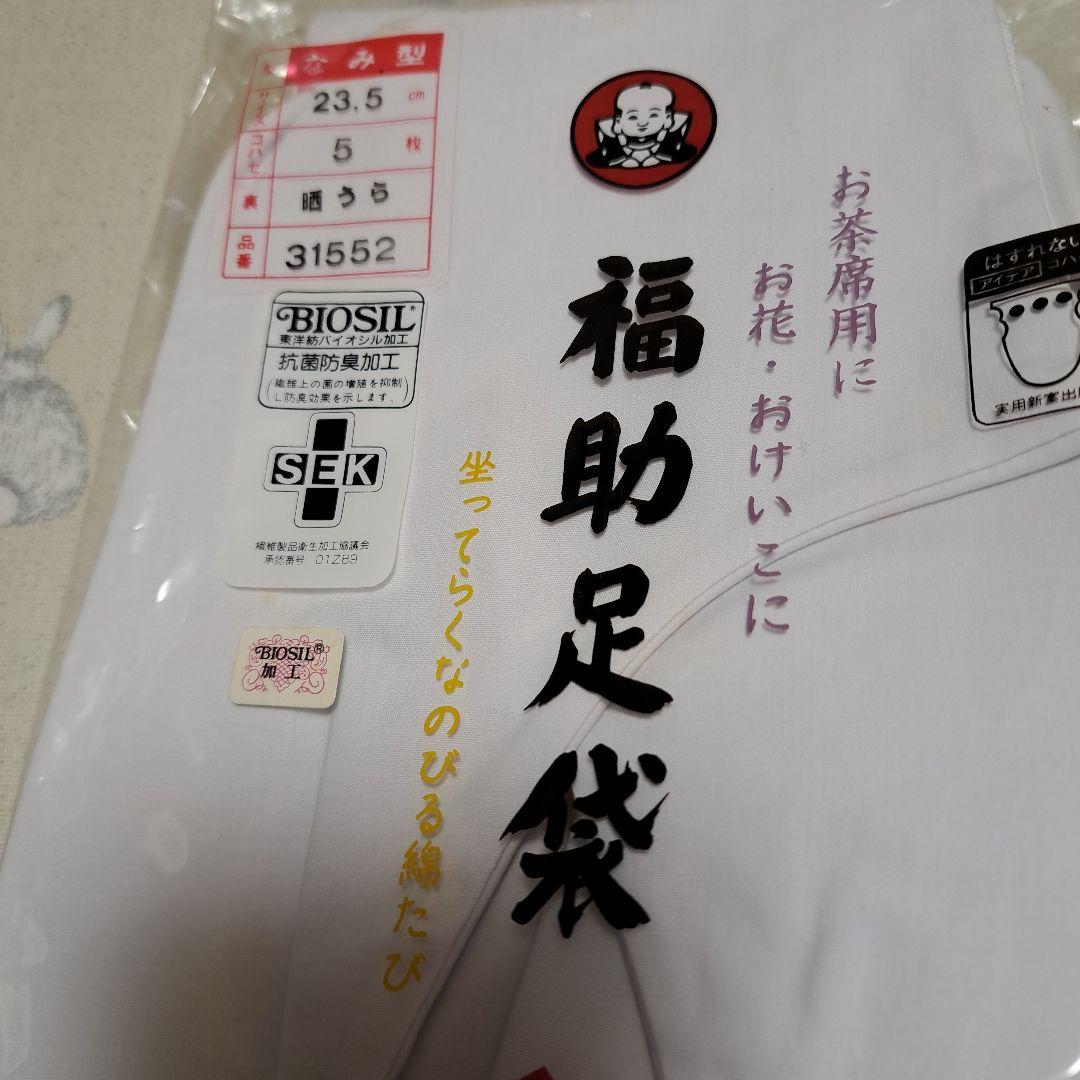 なみ型
サイズ 23.5 cm
コハゼ 5 枚
裏 晒うら
品番 31552
BIOSIL
東洋紡バイオシル加工
抗菌防臭加工
繊維上の菌の増殖を抑制
し防臭効果を示します。
SEK
繊維製品衛生加工協議会
承認番号 01Z89
BIOSIL®
加工
お茶席用に
お花・おけいこに
福助足袋
坐ってらくなのびる綿たび
はずれない
アイデア コハ
実用新案出